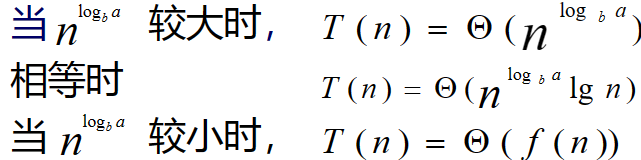 当 n^{log_b a} 较大时， T(n) = Θ(n^{log_b a})
相等时 T(n) = Θ(n^{log_b a} lg n)
当 n^{log_b a} 较小时， T(n) = Θ(f(n))